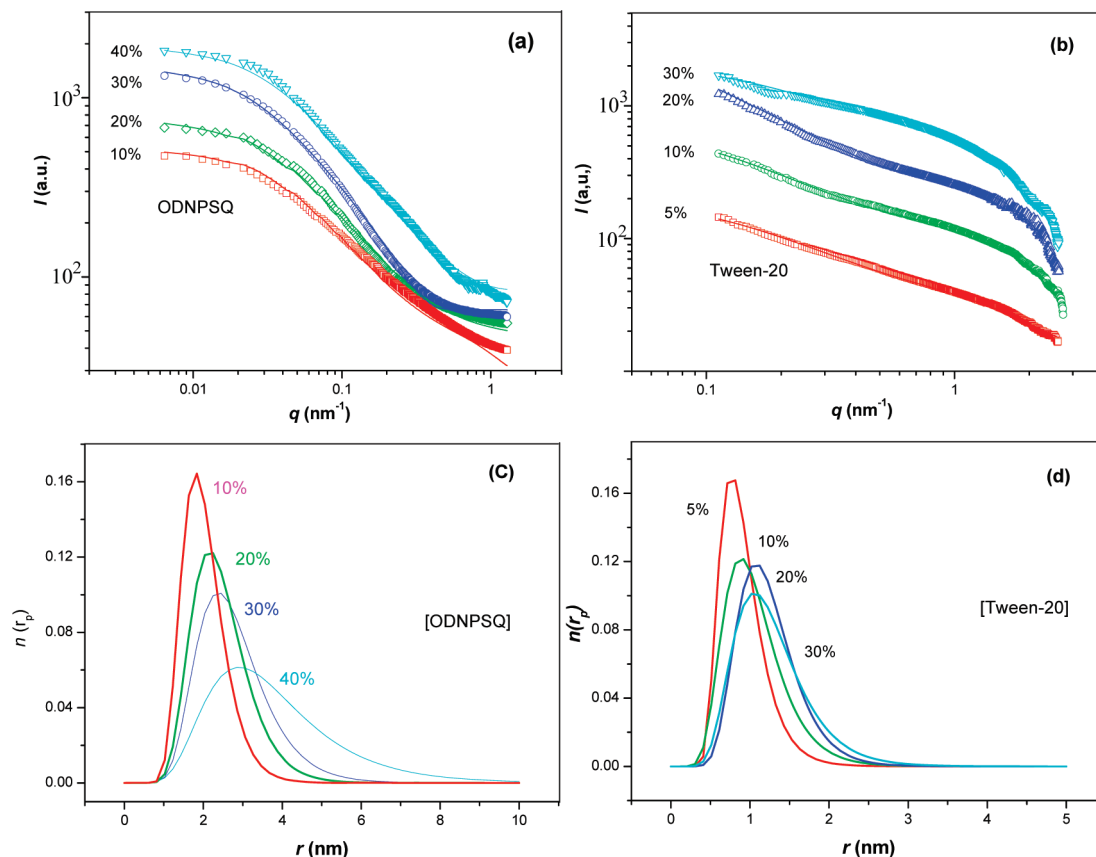 (a)
40%
30%
20%
10%
ODNPSQ
10³
10²
I (a.u.)
0.01 0.1 1
q (nm⁻¹)
(b)
30%
20%
10%
5%
Tween-20
10³
10²
I (a.u.)
0.1 1
q (nm⁻¹)
(C)
10%
20%
30%
40%
[ODNPSQ]
0.16
0.12
0.08
0.04
0.00
n (rₚ)
0 2 4 6 8 10
r (nm)
(d)
5%
10%
20%
30%
[Tween-20]
0.16
0.12
0.08
0.04
0.00
n(rₚ)
0 1 2 3 4 5
r (nm)